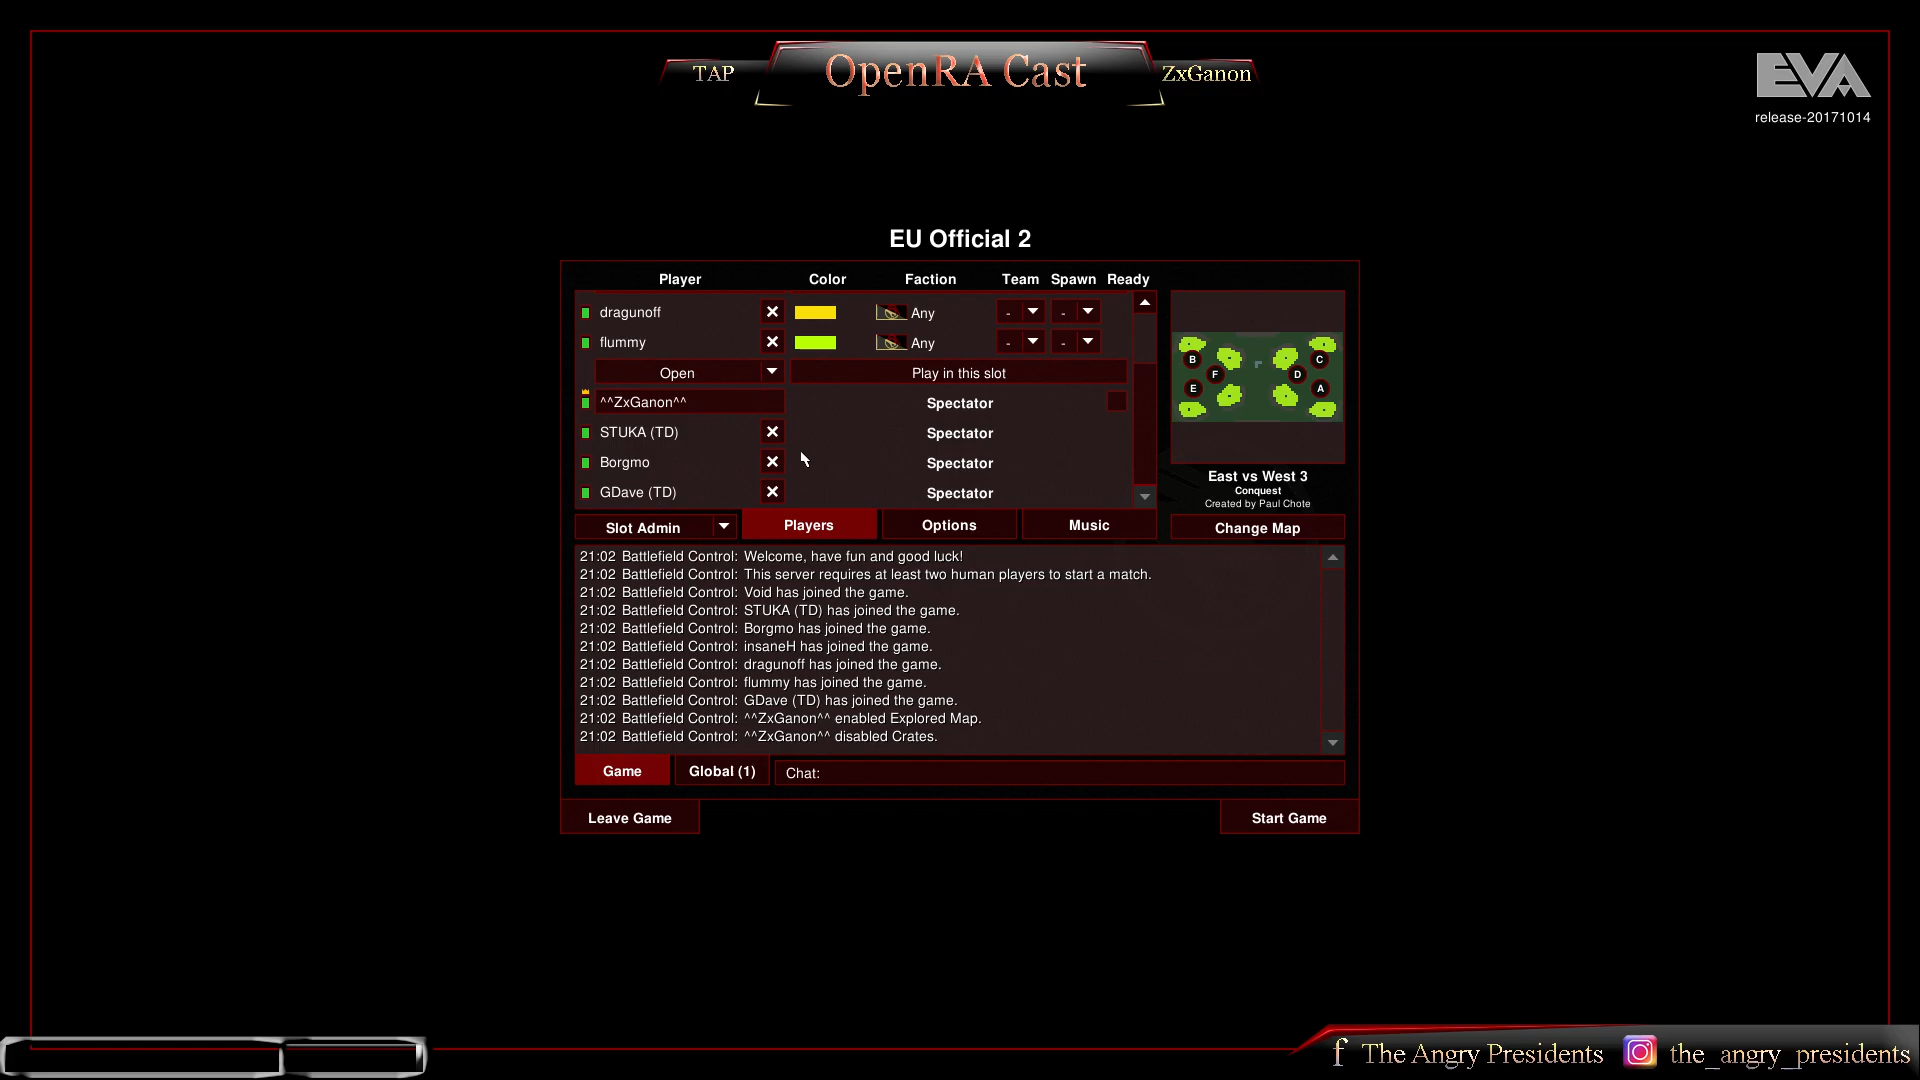 TAP OpenRA Cast ZxGanon
EVA
release-20171014
EU Official 2
Player Color Faction Team Spawn Ready
dragunoff Any - -
flummy Any - -
Open Play in this slot
^^ZxGanon^^ Spectator
STUKA (TD) Spectator
Borgmo Spectator
GDave (TD) Spectator
B C
F D
E A
East vs West 3
Conquest
Created by Paul Chote
Slot Admin Players Options Music Change Map
21:02 Battlefield Control: Welcome, have fun and good luck!
21:02 Battlefield Control: This server requires at least two human players to start a match.
21:02 Battlefield Control: Void has joined the game.
21:02 Battlefield Control: STUKA (TD) has joined the game.
21:02 Battlefield Control: Borgmo has joined the game.
21:02 Battlefield Control: insaneH has joined the game.
21:02 Battlefield Control: dragunoff has joined the game.
21:02 Battlefield Control: flummy has joined the game.
21:02 Battlefield Control: GDave (TD) has joined the game.
21:02 Battlefield Control: ^^ZxGanon^^ enabled Explored Map.
21:02 Battlefield Control: ^^ZxGanon^^ disabled Crates.
Game Global (1) Chat:
Leave Game Start Game
f The Angry Presidents the_angry_presidents